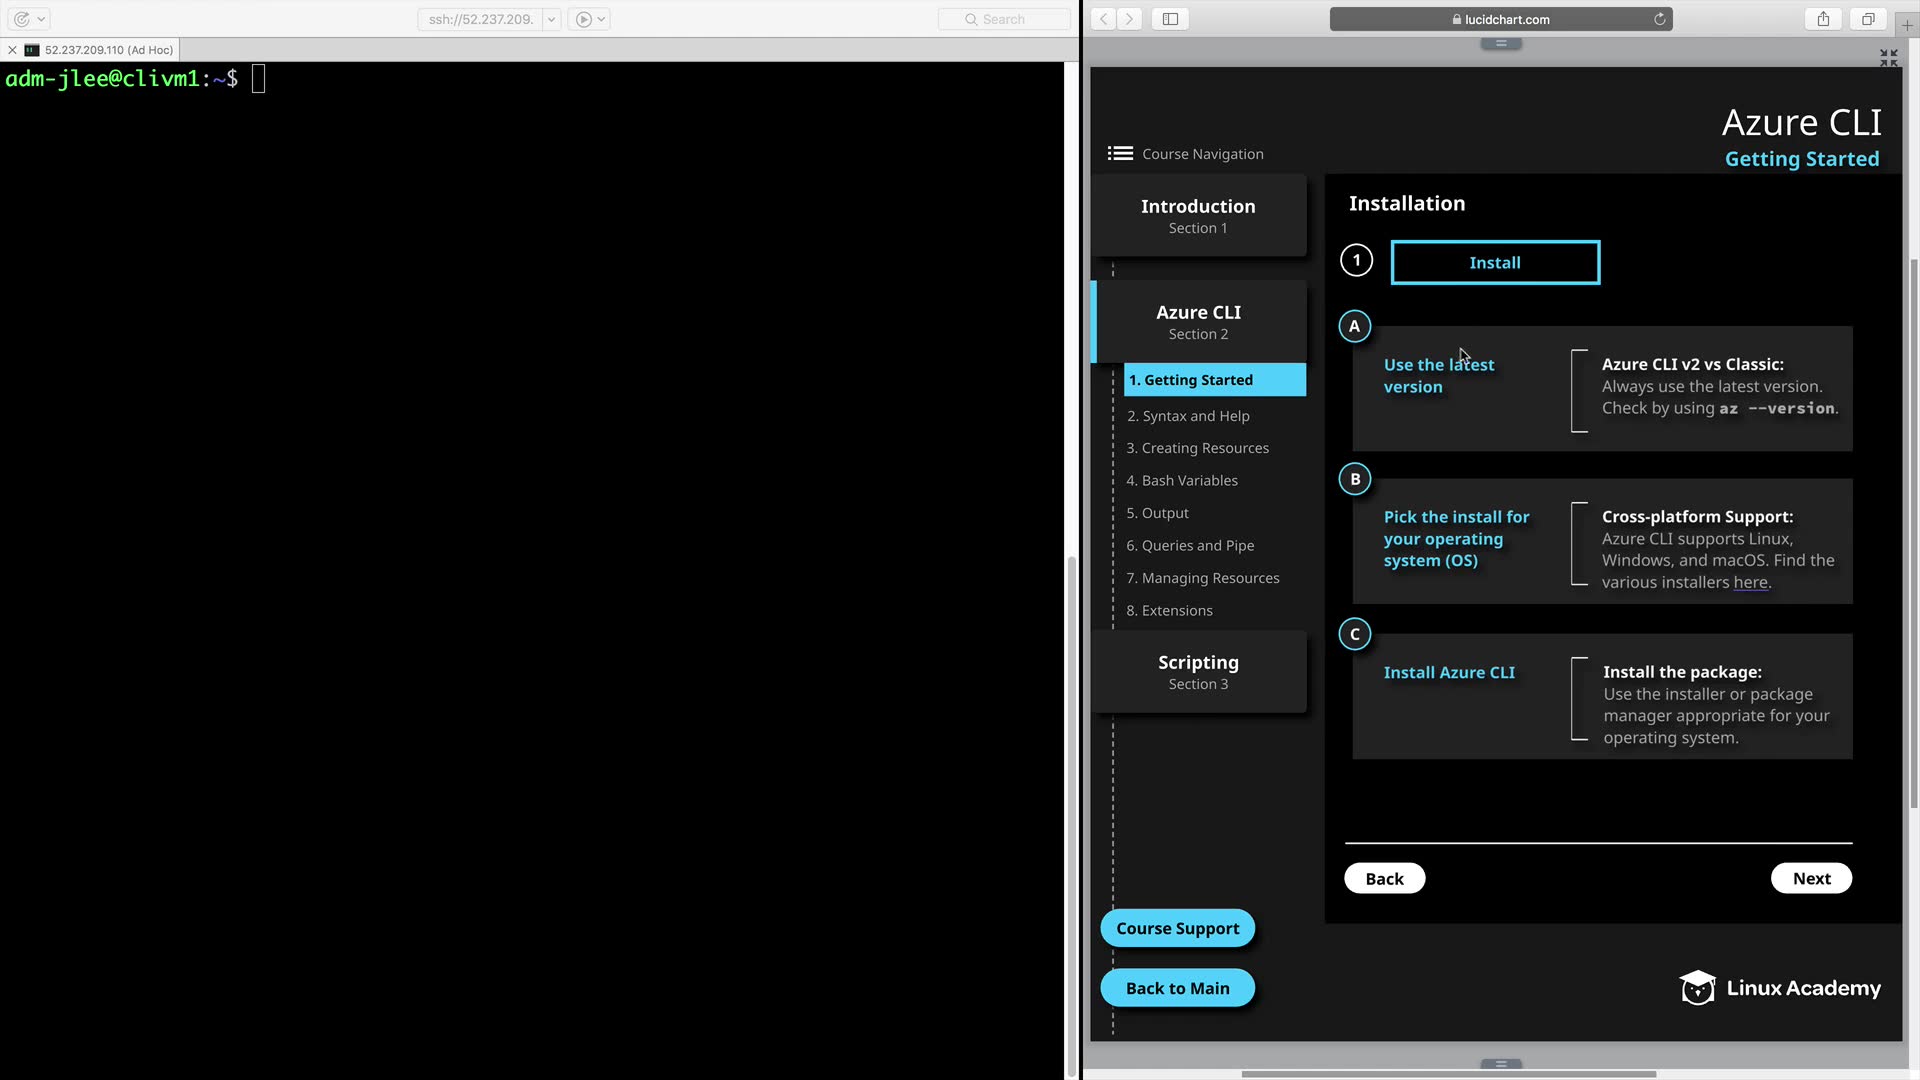 ssh://52.237.209.
Search
lucidchart.com
52.237.209.110 (Ad Hoc)
adm-jlee@clivm1:~$
Azure CLI
Getting Started
Course Navigation
Introduction
Section 1
Azure CLI
Section 2
1. Getting Started
2. Syntax and Help
3. Creating Resources
4. Bash Variables
5. Output
6. Queries and Pipe
7. Managing Resources
8. Extensions
Scripting
Section 3
Course Support
Back to Main
Installation
1
Install
A
Use the latest
version
Azure CLI v2 vs Classic:
Always use the latest version.
Check by using az --version.
B
Pick the install for
your operating
system (OS)
Cross-platform Support:
Azure CLI supports Linux,
Windows, and macOS. Find the
various installers here.
C
Install Azure CLI
Install the package:
Use the installer or package
manager appropriate for your
operating system.
Back
Next
Linux Academy